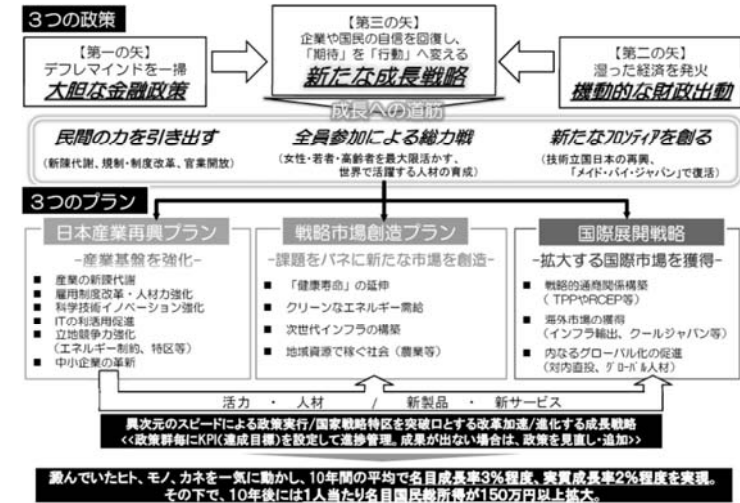 3つの政策
【第一の矢】
デフレマインドを一掃
大胆な金融政策
【第三の矢】
企業や国民の自信を回復し、
「期待」を「行動」へ変える
新たな成長戦略
【第二の矢】
湿った経済を発火
機動的な財政出動
成長への道筋
民間の力を引き出す
(新陳代謝、規制・制度改革、官業開放)
全員参加による総力戦
(女性・若者・高齢者を最大限活かす、
世界で活躍する人材の育成)
新たなフロンティアを創る
(技術立国日本の再興、
「メイド・バイ・ジャパン」で復活)
3つのプラン
日本産業再興プラン
-産業基盤を強化-
■ 産業の新陳代謝
■ 雇用制度改革・人材力強化
■ 科学技術イノベーション強化
■ ITの利活用促進
■ 立地競争力強化
(エネルギー制約、特区等)
■ 中小企業の革新
戦略市場創造プラン
-課題をバネに新たな市場を創造-
■ 「健康寿命」の延伸
■ クリーンなエネルギー需給
■ 次世代インフラの構築
■ 地域資源で稼ぐ社会(農業等)
国際展開戦略
-拡大する国際市場を獲得-
■ 戦略的通商関係構築
(TPPやRCEP等)
■ 海外市場の獲得
(インフラ輸出、クールジャパン等)
■ 内なるグローバル化の促進
(対内直投、グローバル人材)
活力 ・ 人材 / 新製品 ・ 新サービス
異次元のスピードによる政策実行/国家戦略特区を突破口とする改革加速/進化する成長戦略
<<政策群毎にKPI(達成目標)を設定して進捗管理。成果が出ない場合は、政策を見直し・追加>>
澱んでいたヒト、モノ、カネを一気に動かし、10年間の平均で名目成長率3%程度、実質成長率2%程度を実現。
その下で、10年後には1人当たり名目国民総所得が150万円以上拡大。